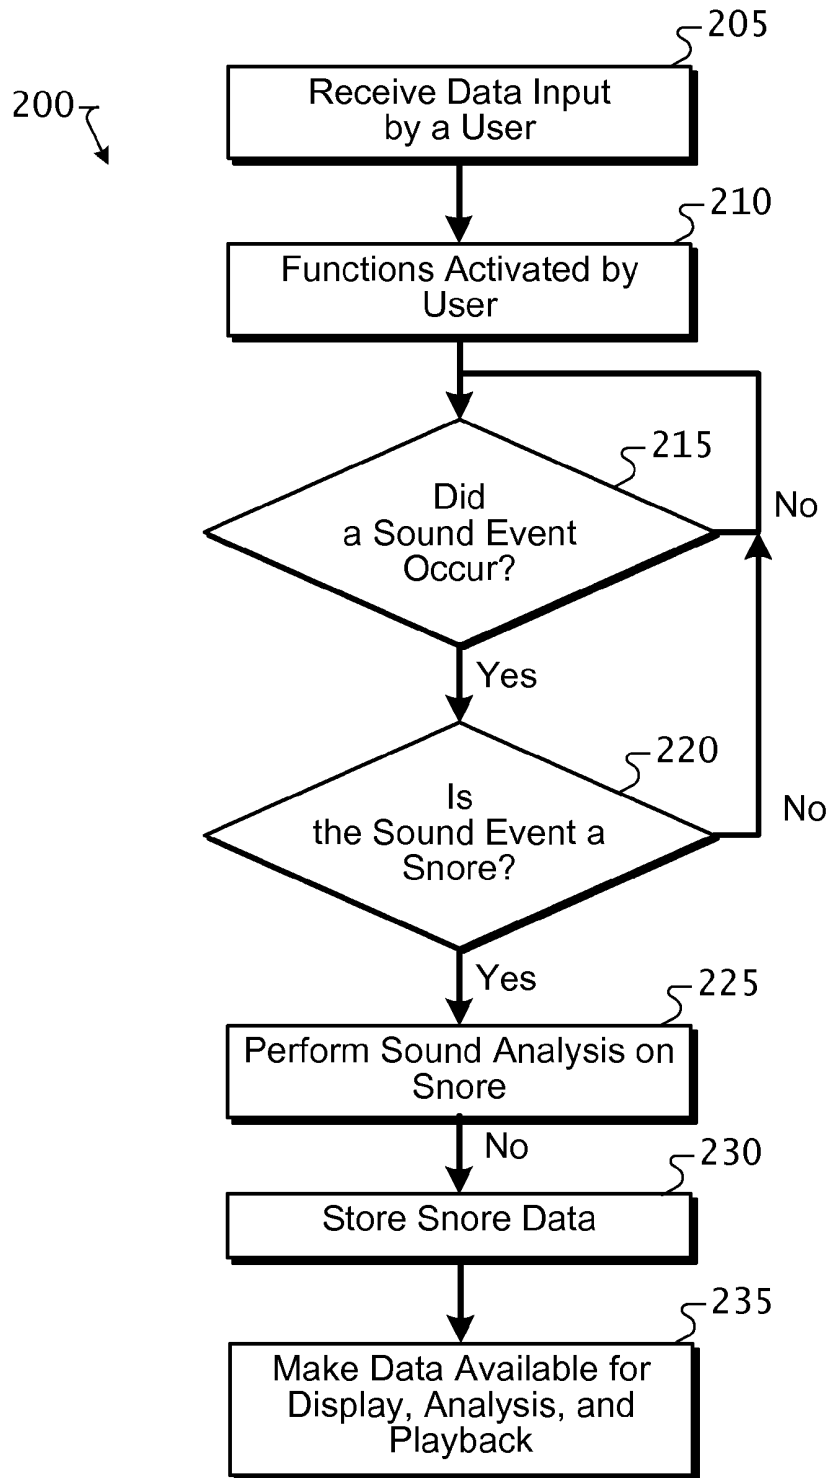 205
200
Receive Data Input
by a User
210
Functions Activated by
User
215
Did
a Sound Event
Occur?
No
Yes
220
Is
the Sound Event a
Snore?
No
Yes
225
Perform Sound Analysis on
Snore
No
230
Store Snore Data
235
Make Data Available for
Display, Analysis, and
Playback